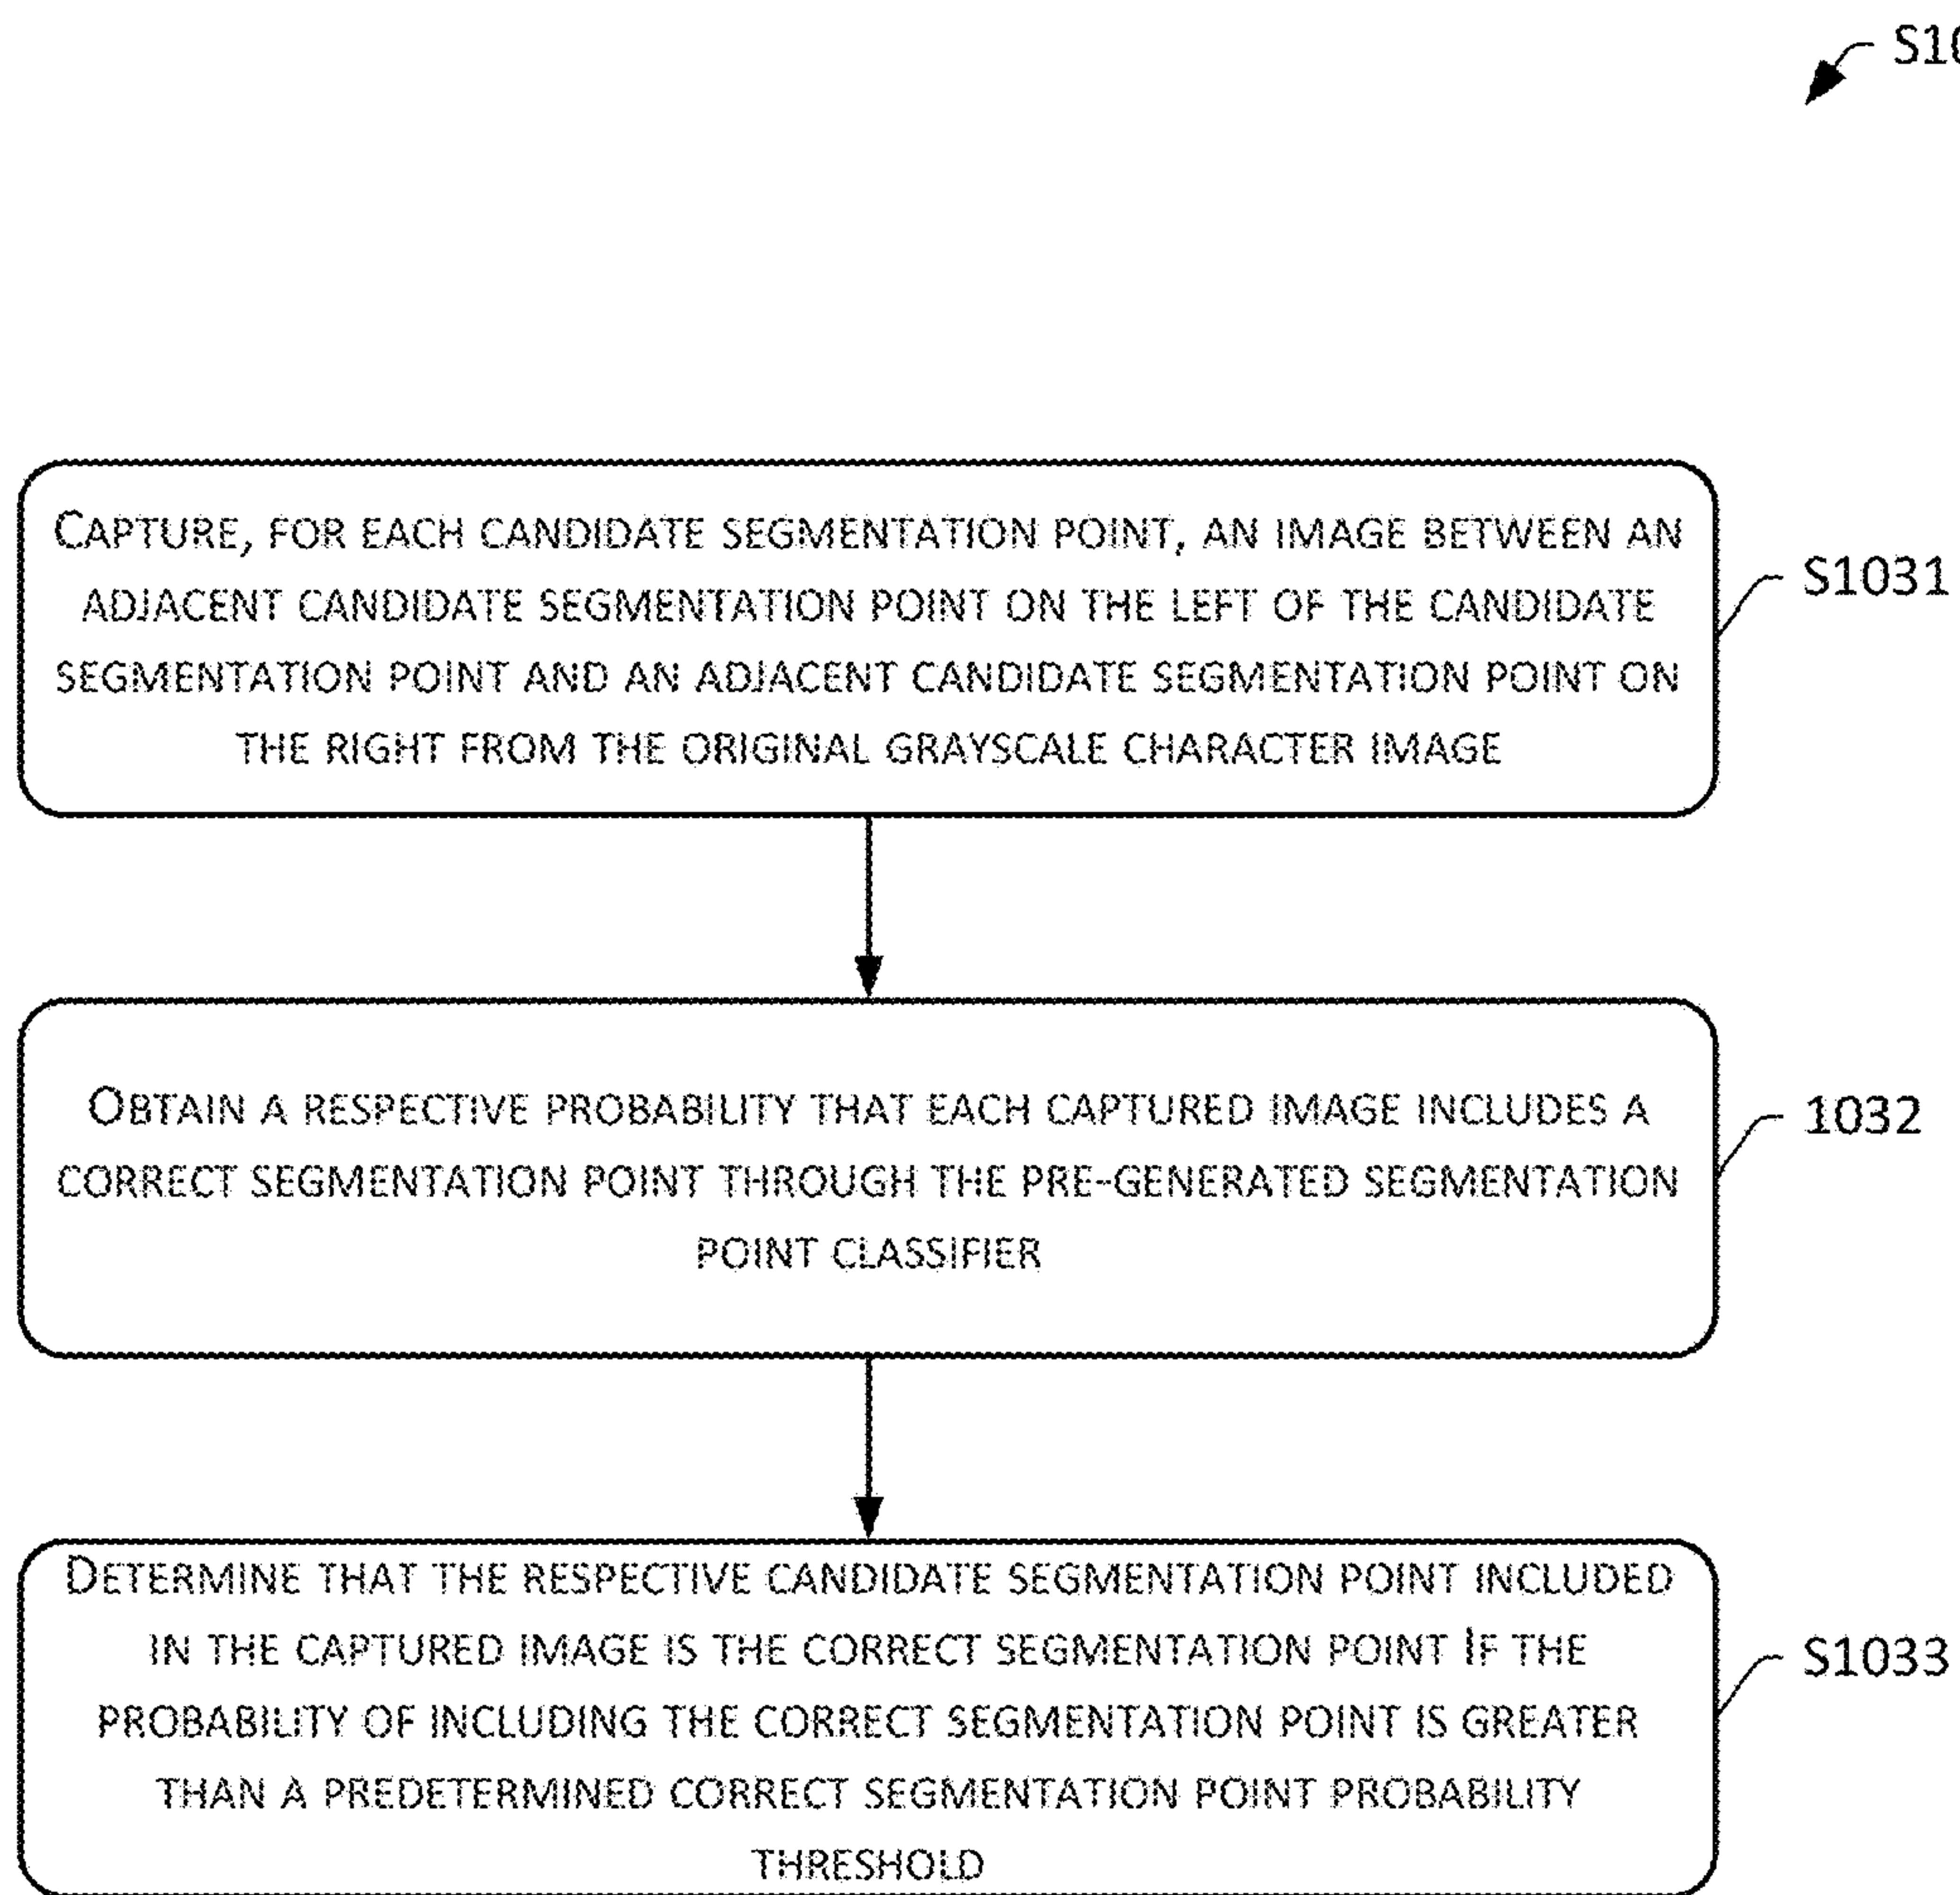 S10
CAPTURE, FOR EACH CANDIDATE SEGMENTATION POINT, AN IMAGE BETWEEN AN
ADJACENT CANDIDATE SEGMENTATION POINT ON THE LEFT OF THE CANDIDATE
SEGMENTATION POINT AND AN ADJACENT CANDIDATE SEGMENTATION POINT ON
THE RIGHT FROM THE ORIGINAL GRAYSCALE CHARACTER IMAGE
S1031
OBTAIN A RESPECTIVE PROBABILITY THAT EACH CAPTURED IMAGE INCLUDES A
CORRECT SEGMENTATION POINT THROUGH THE PRE-GENERATED SEGMENTATION
POINT CLASSIFIER
1032
DETERMINE THAT THE RESPECTIVE CANDIDATE SEGMENTATION POINT INCLUDED
IN THE CAPTURED IMAGE IS THE CORRECT SEGMENTATION POINT IF THE
PROBABILITY OF INCLUDING THE CORRECT SEGMENTATION POINT IS GREATER
THAN A PREDETERMINED CORRECT SEGMENTATION POINT PROBABILITY
THRESHOLD
S1033